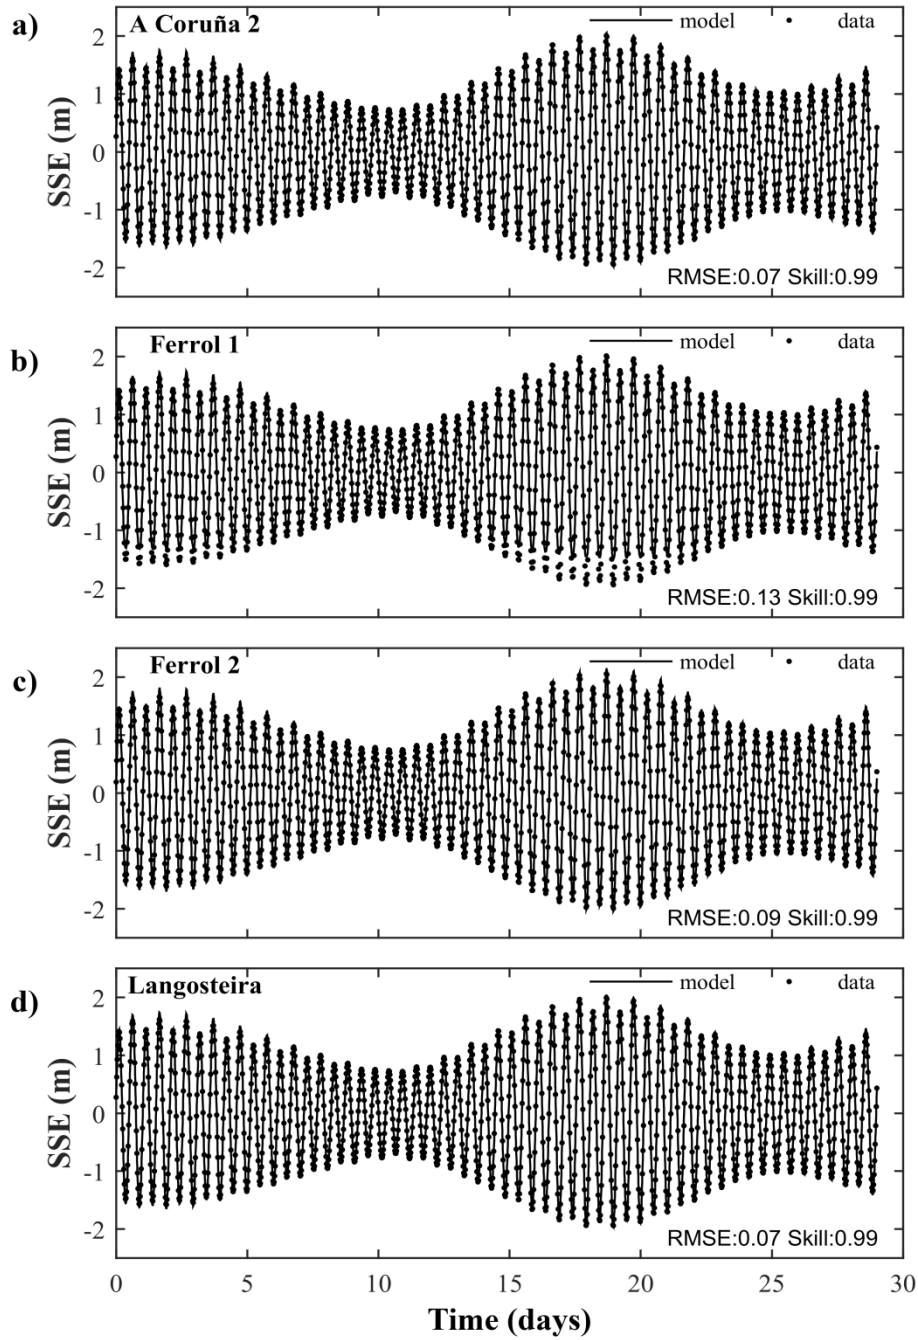 a)
A Coruña 2
model data
2
1
0
-1
-2
SSE (m)
RMSE:0.07 Skill:0.99
b)
Ferrol 1
model data
2
1
0
-1
-2
SSE (m)
RMSE:0.13 Skill:0.99
c)
Ferrol 2
model data
2
1
0
-1
-2
SSE (m)
RMSE:0.09 Skill:0.99
d)
Langosteira
model data
2
1
0
-1
-2
SSE (m)
RMSE:0.07 Skill:0.99
0 5 10 15 20 25 30
Time (days)